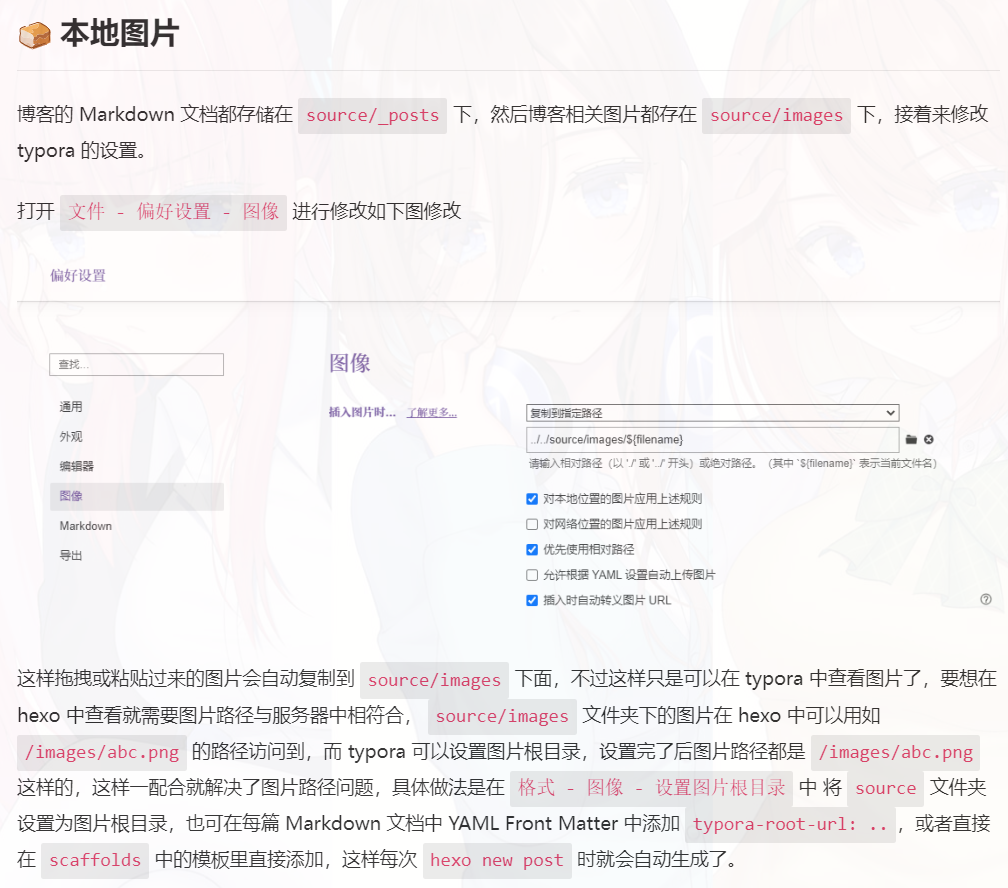 本地图片
博客的 Markdown 文档都存储在 source/_posts 下，然后博客相关图片都存在 source/images 下，接着来修改
typora 的设置。
打开 文件 - 偏好设置 - 图像 进行修改如下图修改
偏好设置
查找...
通用
外观
编辑器
图像
Markdown
导出
图像
插入图片时... 了解更多...
复制到指定路径
../../source/images/${filename}
请输入相对路径（以 './' 或 '../' 开头）或绝对路径。（其中 `${filename}` 表示当前文件名）
对本地位置的图片应用上述规则
对网络位置的图片应用上述规则
优先使用相对路径
允许根据 YAML 设置自动上传图片
插入时自动转义图片 URL
这样拖拽或粘贴过来的图片会自动复制到 source/images 下面，不过这样只是可以在 typora 中查看图片了，要想在
hexo 中查看就需要图片路径与服务器中相符合， source/images 文件夹下的图片在 hexo 中可以用如
/images/abc.png 的路径访问到，而 typora 可以设置图片根目录，设置完了后图片路径都是 /images/abc.png
这样的，这样一配合就解决了图片路径问题，具体做法是在 格式 - 图像 - 设置图片根目录 中 将 source 文件夹
设置为图片根目录，也可在每篇 Markdown 文档中 YAML Front Matter 中添加 typora-root-url: .. ，或者直接
在 scaffolds 中的模板里直接添加，这样每次 hexo new post 时就会自动生成了。